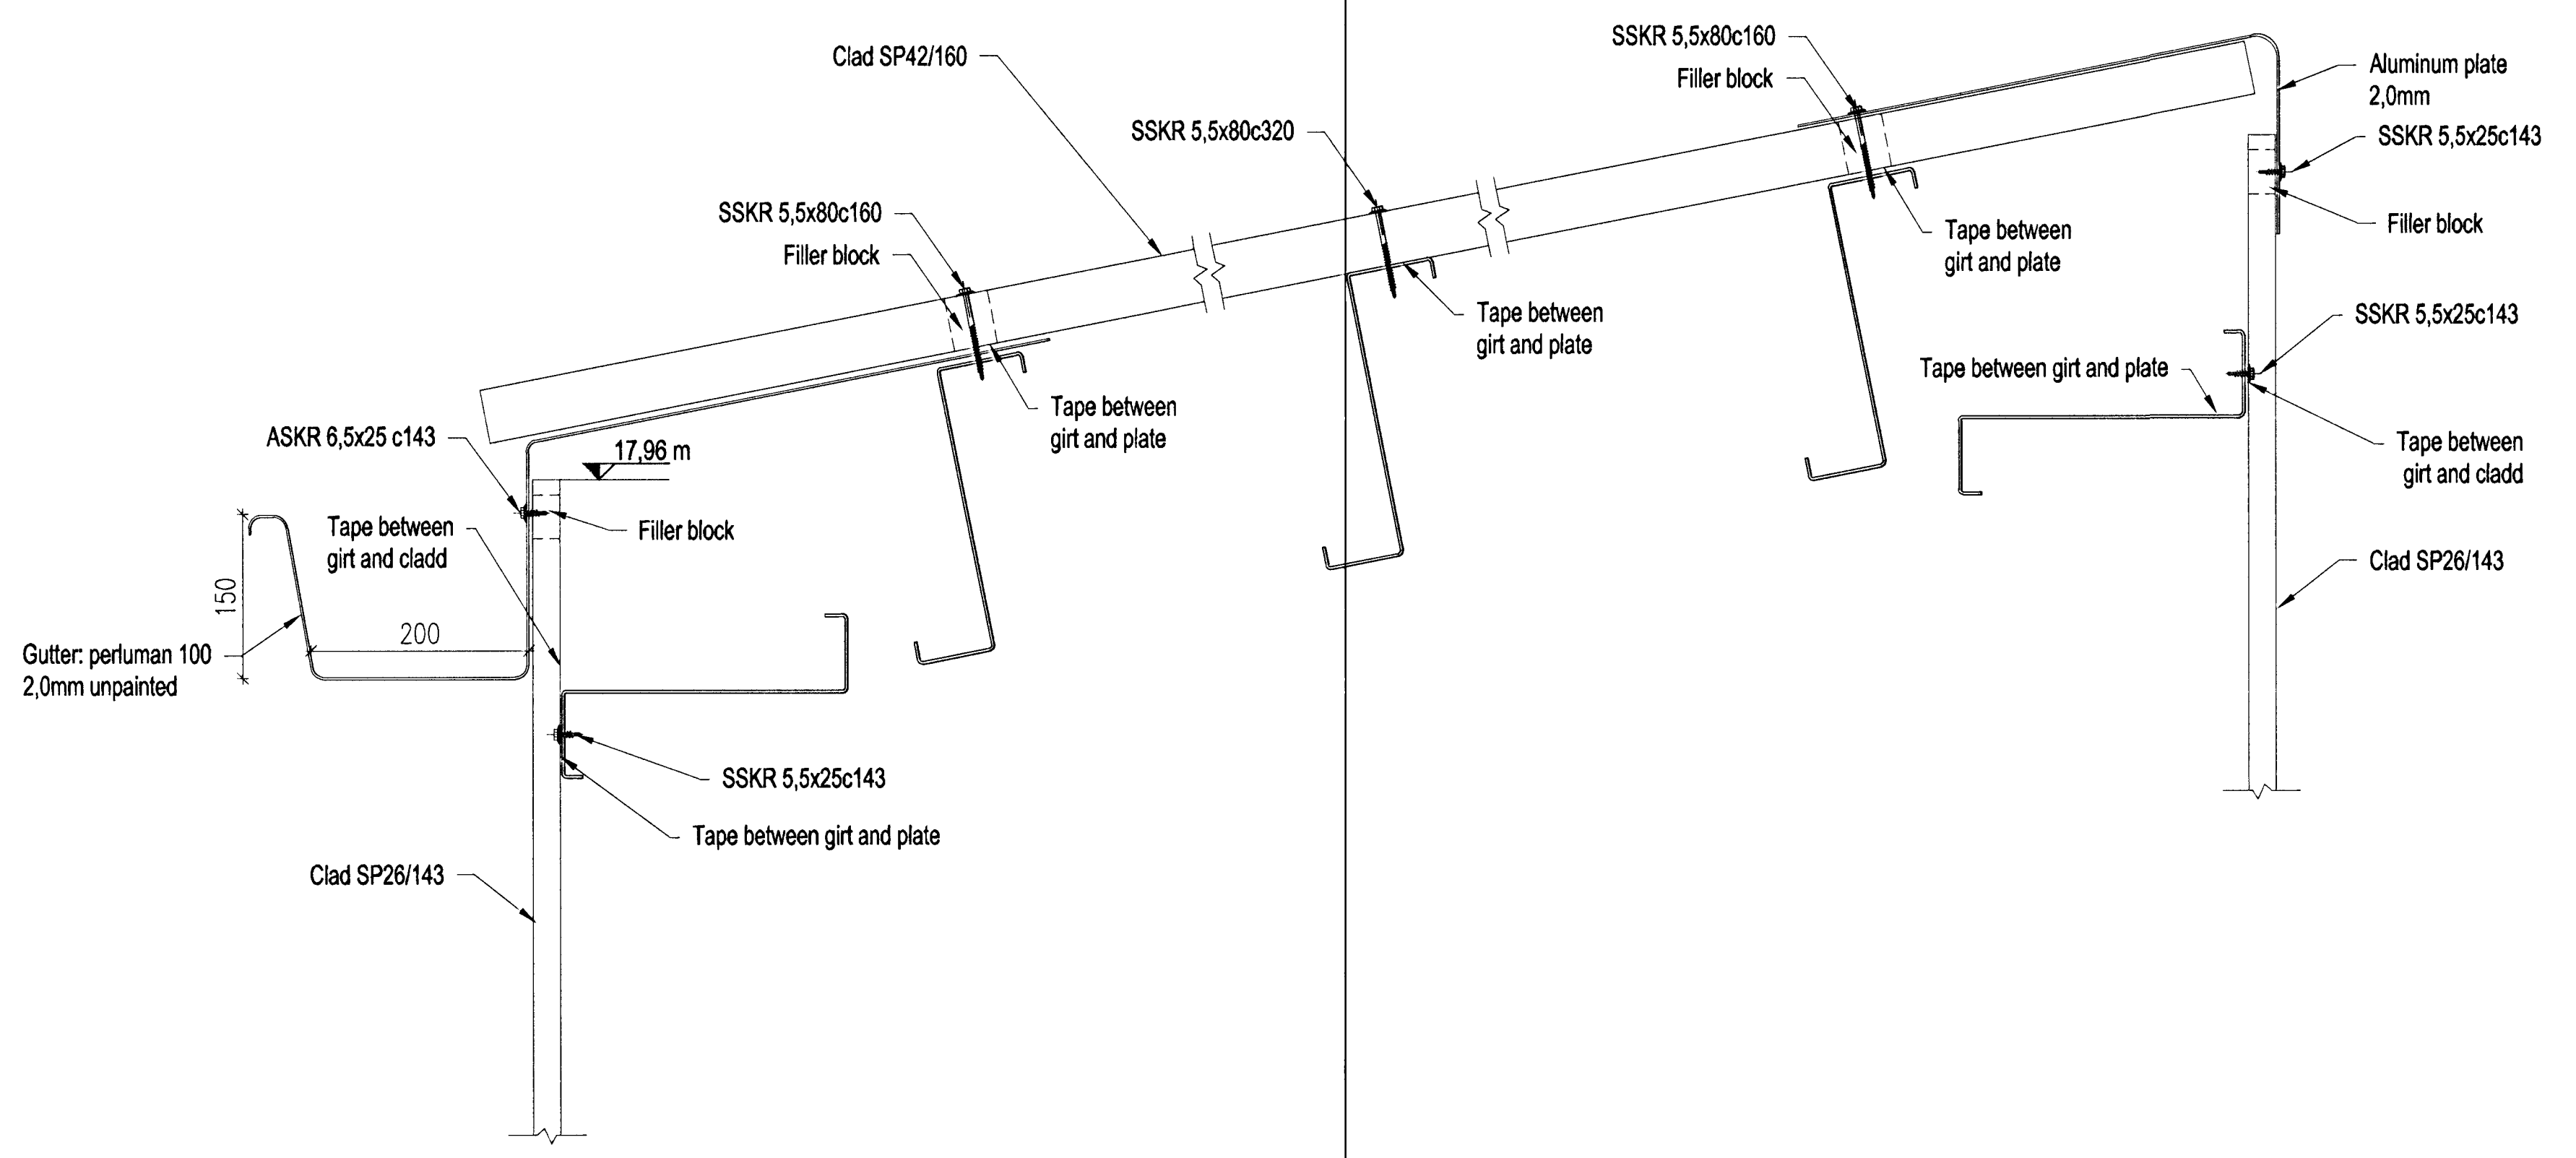 SSKR 5,5x80c160
Filler block
Clad SP42/160
Aluminum plate
2,0mm
SSKR 5,5x80c320
SSKR 5,5x25c143
SSKR 5,5x80c160
Filler block
Filler block
Tape between
girt and plate
Tape between
girt and plate
SSKR 5,5x25c143
Tape between girt and plate
Tape between
girt and plate
ASKR 6,5x25 c143
17,96 m
Tape between
girt and cladd
Tape between
girt and cladd
Filler block
Clad SP26/143
150
200
Gutter: perluman 100
2,0mm unpainted
SSKR 5,5x25c143
Tape between girt and plate
Clad SP26/143